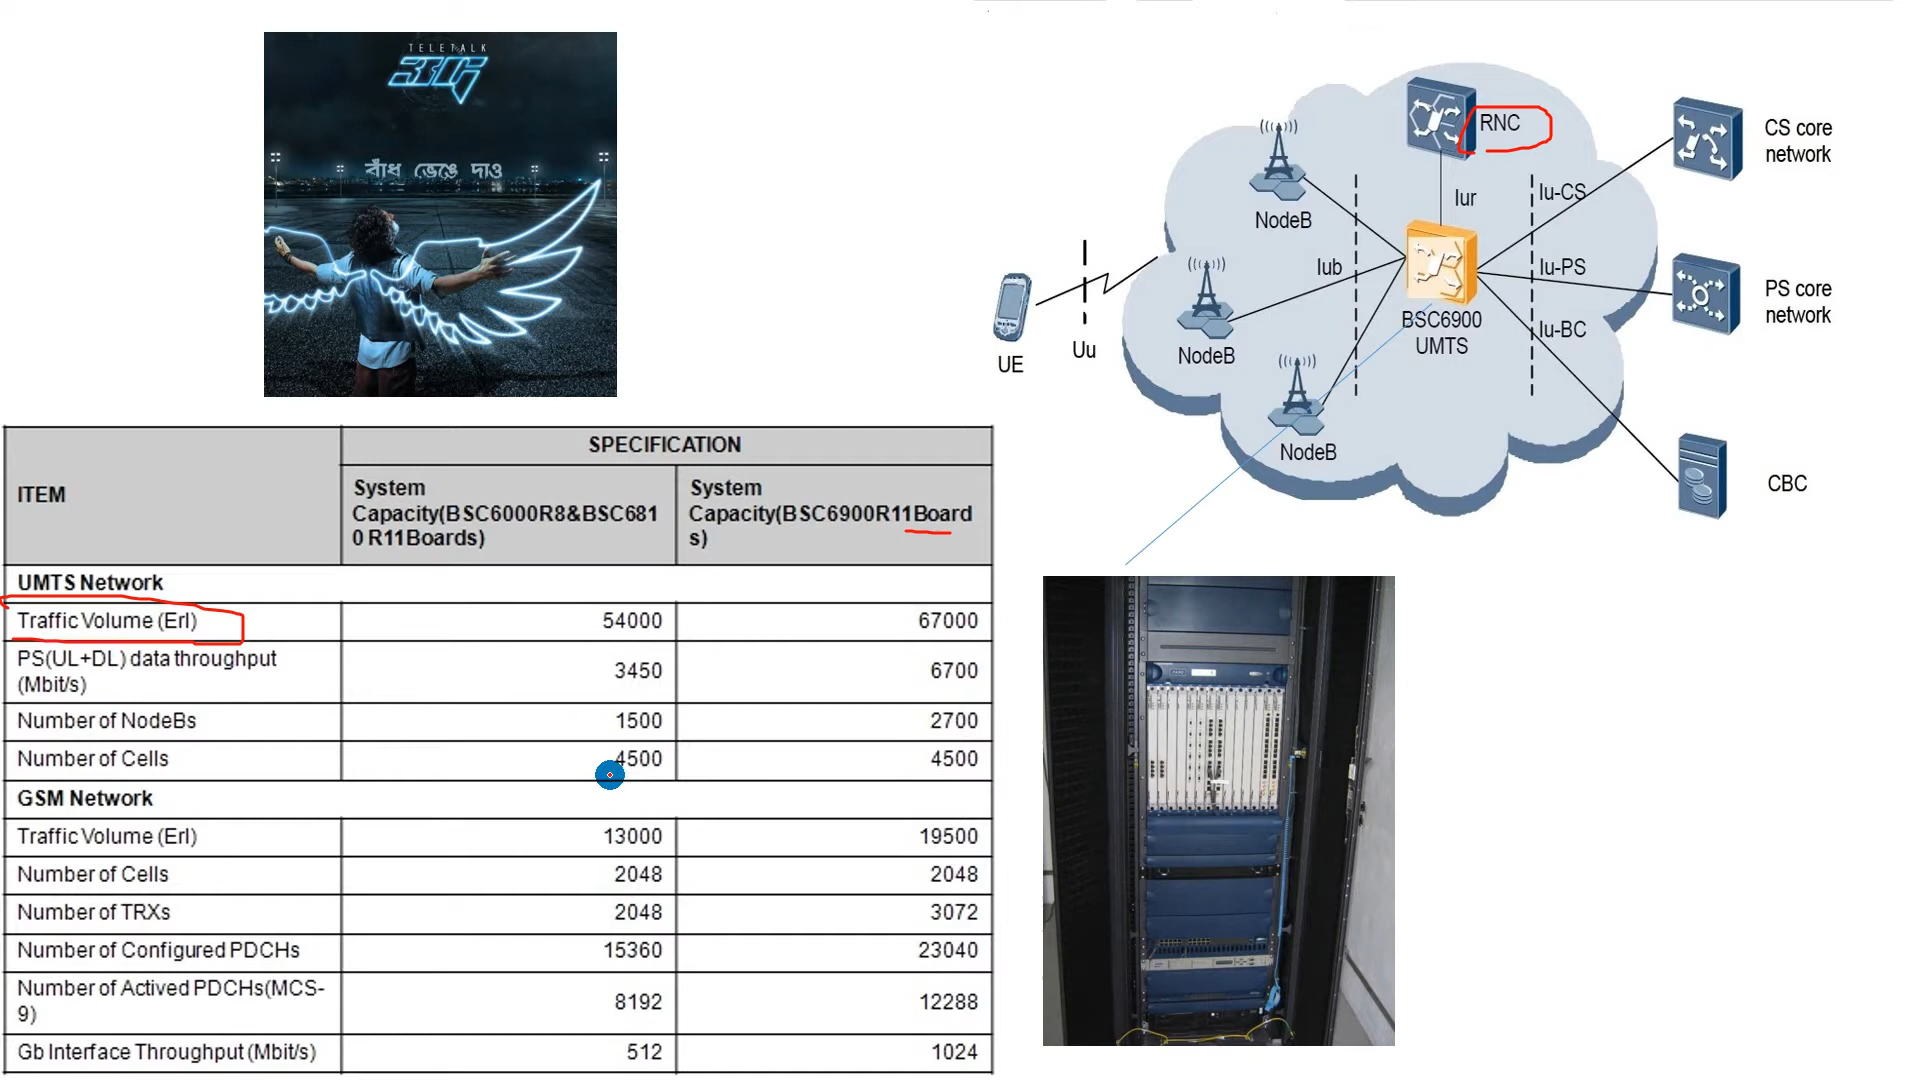 TELETALK
3G
বাঁধ ভেঙে দাও
RNC
CS core
network
Iur
Iu-CS
NodeB
Iub
Iu-PS
PS core
network
BSC6900
UMTS
Iu-BC
UE
Uu
NodeB
NodeB
CBC
ITEM
SPECIFICATION
System
Capacity(BSC6000R8&BSC681
0 R11Boards)
System
Capacity(BSC6900R11Board
s)
UMTS Network
Traffic Volume (Erl) 54000 67000
PS(UL+DL) data throughput
(Mbit/s) 3450 6700
Number of NodeBs 1500 2700
Number of Cells 4500 4500
GSM Network
Traffic Volume (Erl) 13000 19500
Number of Cells 2048 2048
Number of TRXs 2048 3072
Number of Configured PDCHs 15360 23040
Number of Actived PDCHs(MCS-
9) 8192 12288
Gb Interface Throughput (Mbit/s) 512 1024